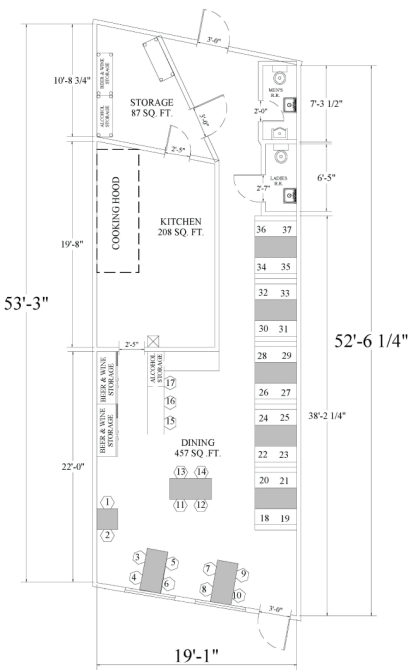 3'-0"
10'-8 3/4"
BEER & WINE
STORAGE
ALCOHOL
STORAGE
STORAGE
87 SQ. FT.
3'-0"
2'-5"
MEN'S
R.R.
2'-0"
7'-3 1/2"
LADIE'S
R.R.
2'-7"
6'-5"
COOKING HOOD
KITCHEN
208 SQ. FT.
19'-8"
53'-3"
52'-6 1/4"
36 37
34 35
32 33
30 31
28 29
26 27
24 25
22 23
20 21
18 19
38'-2 1/4"
2'-5"
BEER & WINE
STORAGE
BEER & WINE
STORAGE
ALCOHOL
STORAGE
17
16
15
DINING
457 SQ .FT.
22'-0"
13 14
11 12
1
2
3 5
4 6
7 9
8 10
3'-0"
19'-1"